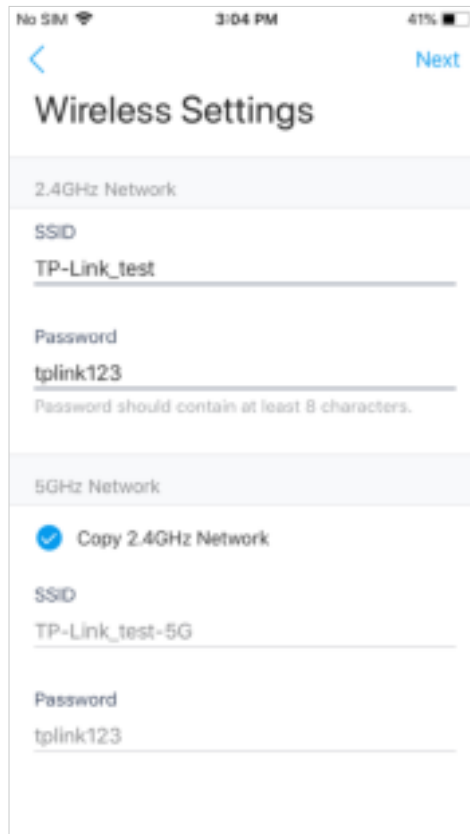 No SIM 3:04 PM 41%
Next
Wireless Settings
2.4GHz Network
SSID
TP-Link_test
Password
tplink123
Password should contain at least 8 characters.
5GHz Network
Copy 2.4GHz Network
SSID
TP-Link_test-5G
Password
tplink123